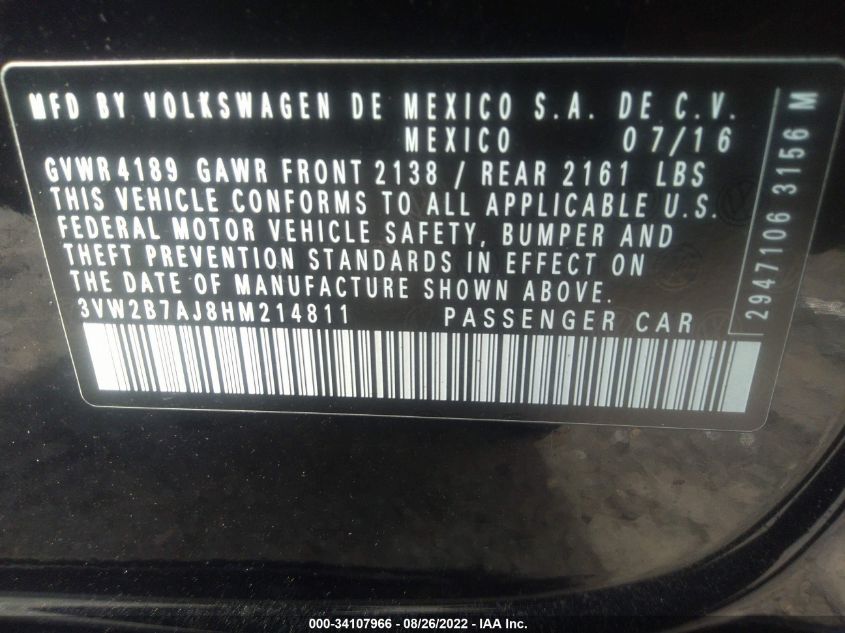 MFD BY VOLKSWAGEN DE MEXICO S.A. DE C.V.
MEXICO 07/16
GVWR 4189 GAWR FRONT 2138 / REAR 2161 LBS
THIS VEHICLE CONFORMS TO ALL APPLICABLE U.S.
FEDERAL MOTOR VEHICLE SAFETY, BUMPER AND
THEFT PREVENTION STANDARDS IN EFFECT ON
THE DATE OF MANUFACTURE SHOWN ABOVE.
3VW2B7AJ8HM214811 PASSENGER CAR
2947106 3156 M
000-34107966 - 08/26/2022 - IAA Inc.